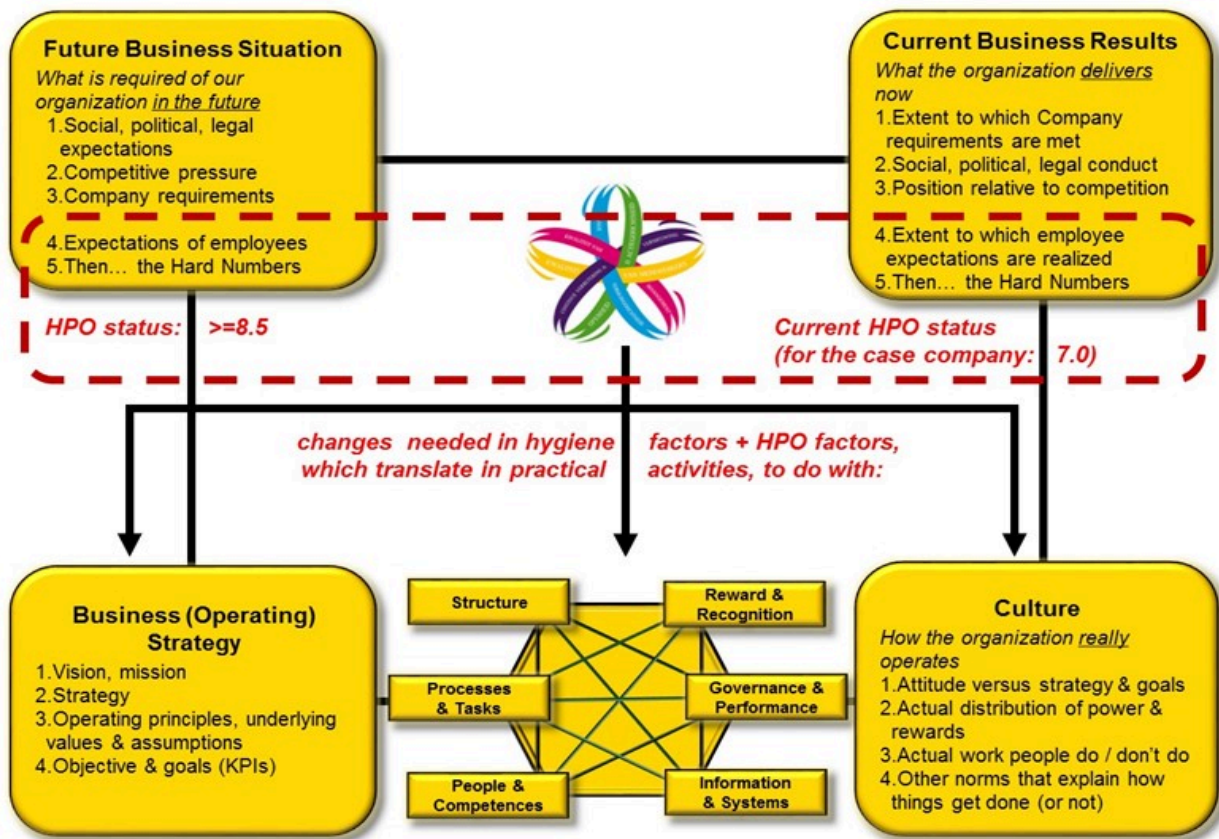 Future Business Situation
What is required of our
organization in the future
1.Social, political, legal
expectations
2.Competitive pressure
3.Company requirements
4.Expectations of employees
5.Then... the Hard Numbers
Current Business Results
What the organization delivers
now
1.Extent to which Company
requirements are met
2.Social, political, legal conduct
3.Position relative to competition
4.Extent to which employee
expectations are realized
5.Then... the Hard Numbers
HPO status: >=8.5
Current HPO status
(for the case company: 7.0)
changes needed in hygiene factors + HPO factors,
which translate in practical activities, to do with:
Business (Operating)
Strategy
1.Vision, mission
2.Strategy
3.Operating principles, underlying
values & assumptions
4.Objective & goals (KPIs)
Structure
Reward &
Recognition
Processes
& Tasks
Governance &
Performance
People &
Competences
Information
& Systems
Culture
How the organization really
operates
1.Attitude versus strategy & goals
2.Actual distribution of power &
rewards
3.Actual work people do / don't do
4.Other norms that explain how
things get done (or not)